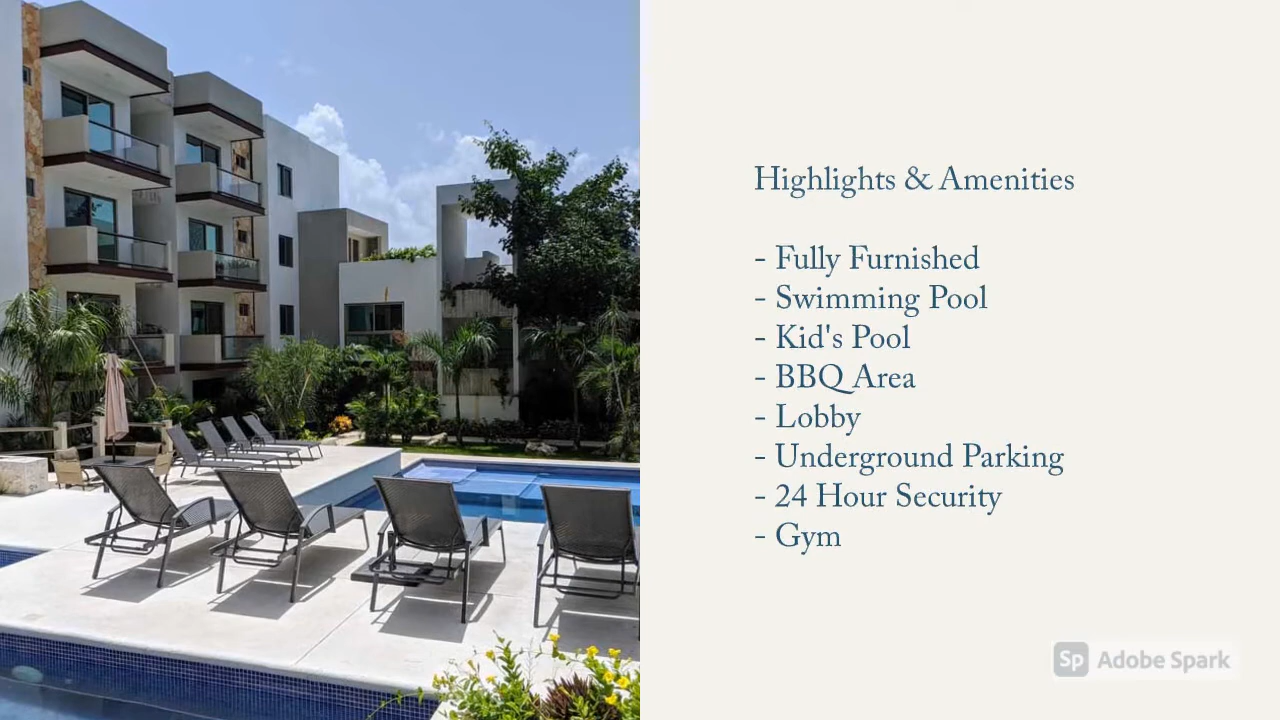 Highlights & Amenities
- Fully Furnished
- Swimming Pool
- Kid's Pool
- BBQ Area
- Lobby
- Underground Parking
- 24 Hour Security
- Gym
Sp Adobe Spark